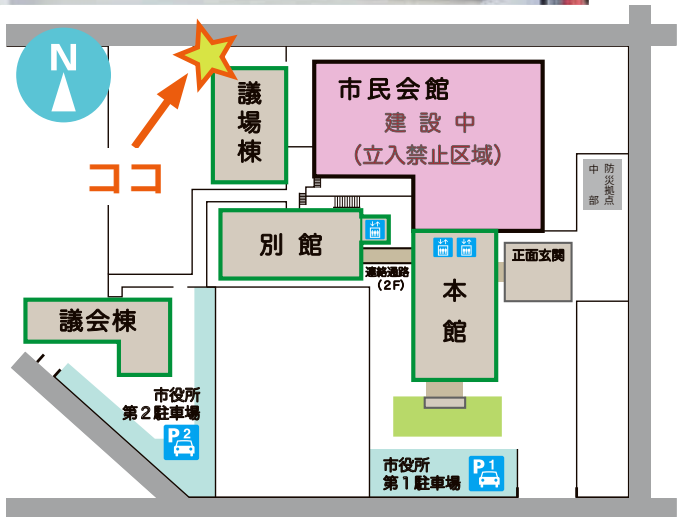 N
ココ
議場棟
市民会館
建設中
（立入禁止区域）
防災拠点
中部
別館
連絡通路
（２F）
本館
正面玄関
議会棟
市役所
第２駐車場
P2
市役所
第１駐車場
P1